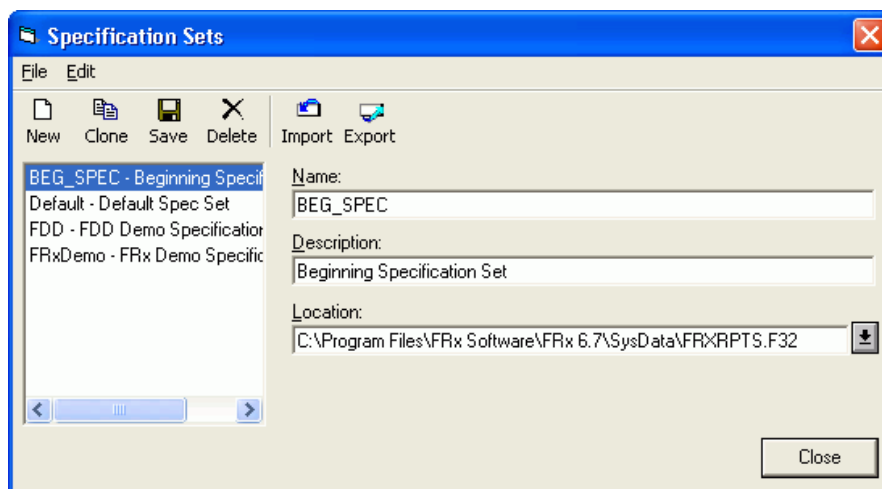 Specification Sets
File Edit
New Clone Save Delete Import Export
BEG_SPEC - Beginning Specif
Default - Default Spec Set
FDD - FDD Demo Specification
FRxDemo - FRx Demo Specific
Name:
BEG_SPEC
Description:
Beginning Specification Set
Location:
C:\Program Files\FRx Software\FRx 6.7\SysData\FRXRPTS.F32
Close